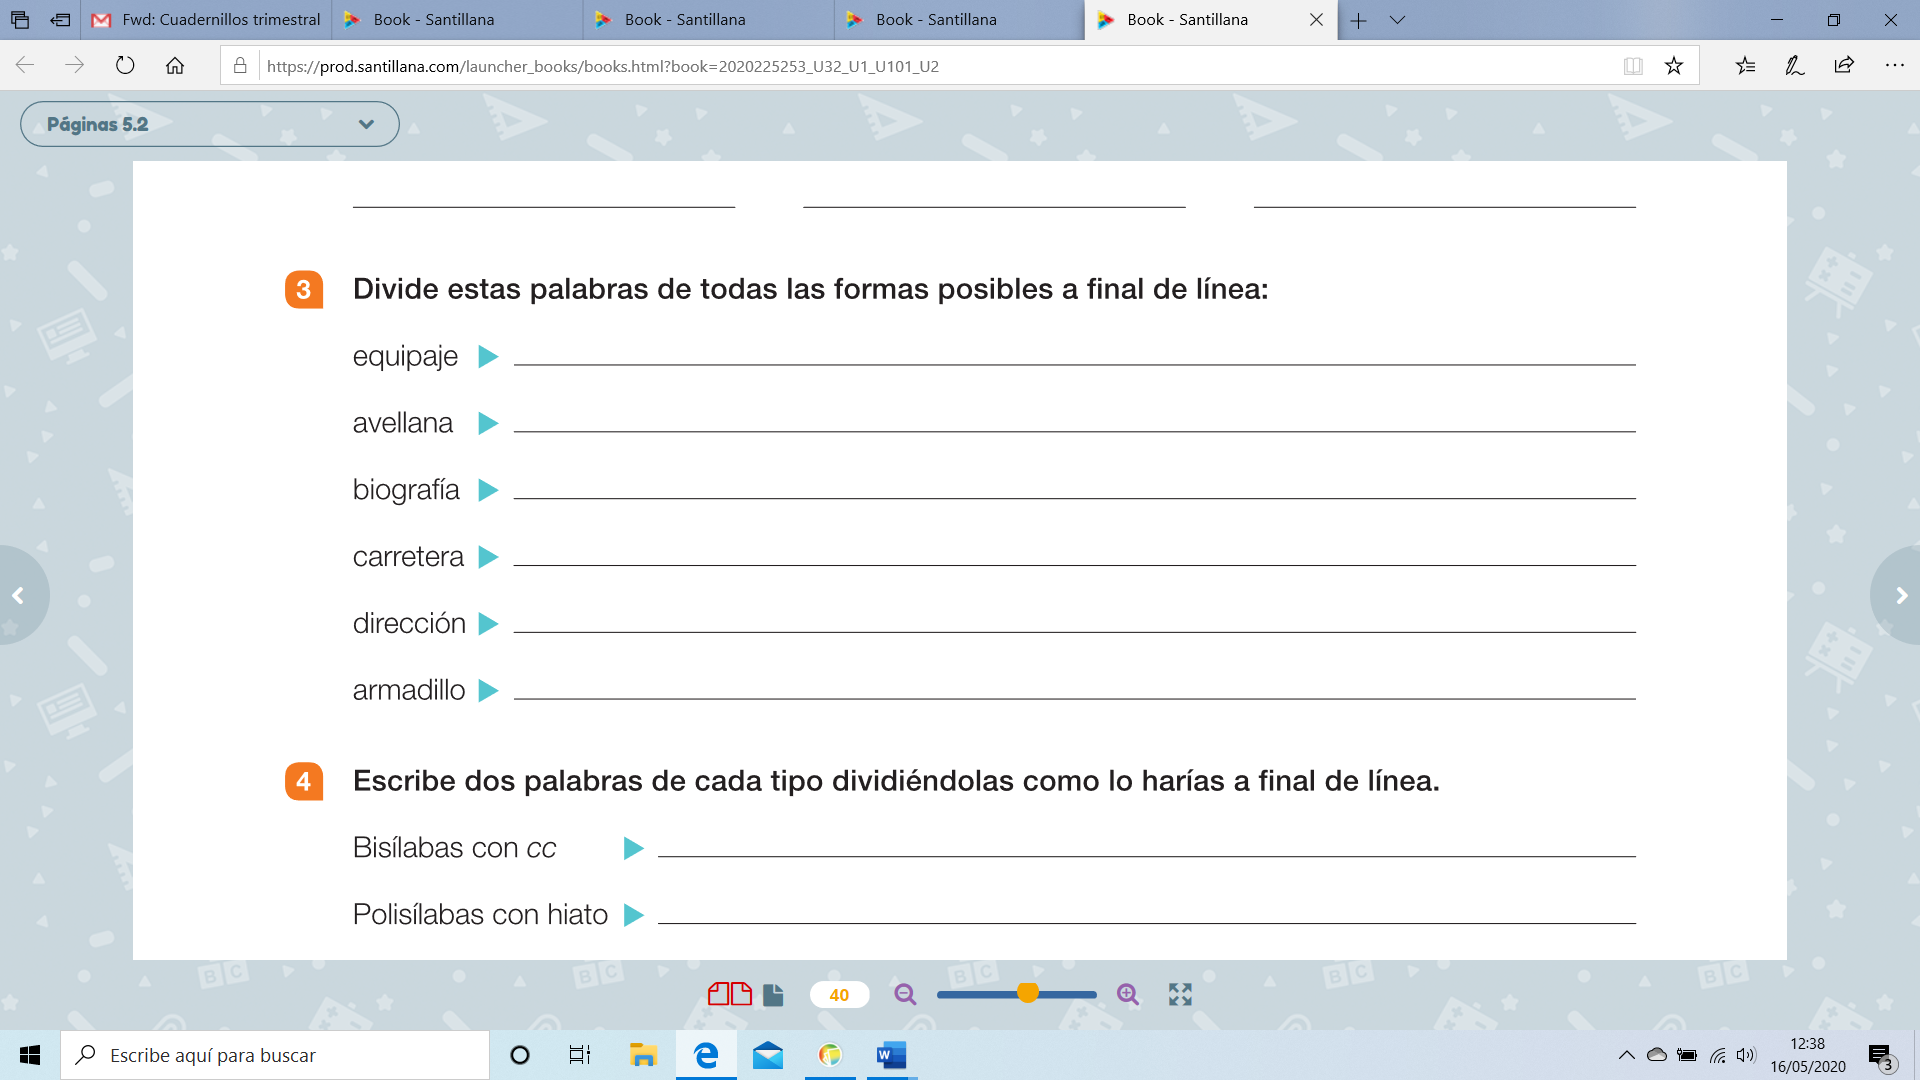 Fwd: Cuadernillos trimestral
Book - Santillana
Book - Santillana
Book - Santillana
Book - Santillana
https://prod.santillana.com/launcher_books/books.html?book=2020225253_U32_U1_U101_U2
Páginas 5.2
3 Divide estas palabras de todas las formas posibles a final de línea:
equipaje
avellana
biografía
carretera
dirección
armadillo
4 Escribe dos palabras de cada tipo dividiéndolas como lo harías a final de línea.
Bisílabas con cc
Polisílabas con hiato
40
Escribe aquí para buscar
12:38
16/05/2020
3